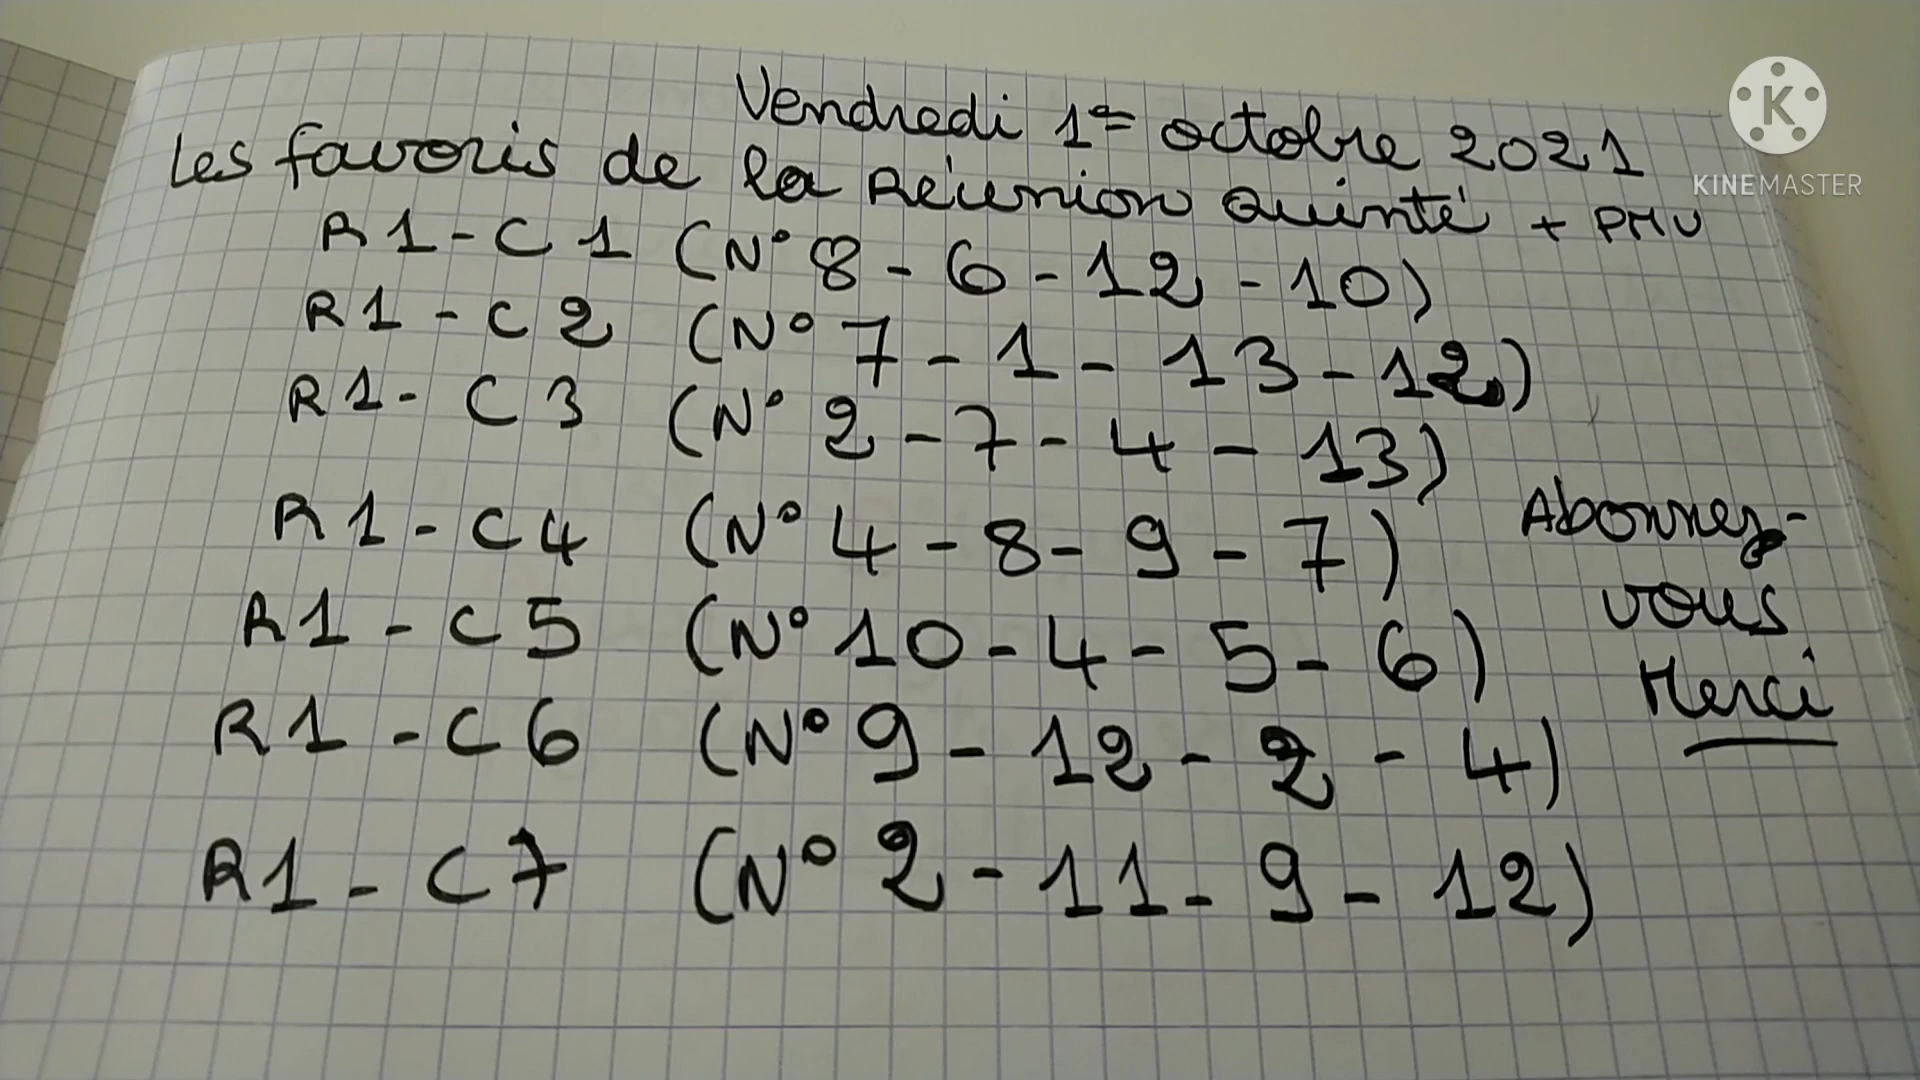 Vendredi 1er octobre 2021
Les favoris de la Réunion Quinté + PMU
R1-C1 (N° 8-6-12-10)
R1-C2 (N° 7-1-13-12)
R1-C3 (N° 2-7-4-13)
R1-C4 (N° 4-8-9-7)
R1-C5 (N° 10-4-5-6)
R1-C6 (N° 9-12-2-4)
R1-C7 (N° 2-11-9-12)
Abonnez-
vous
Merci
K
KINEMASTER